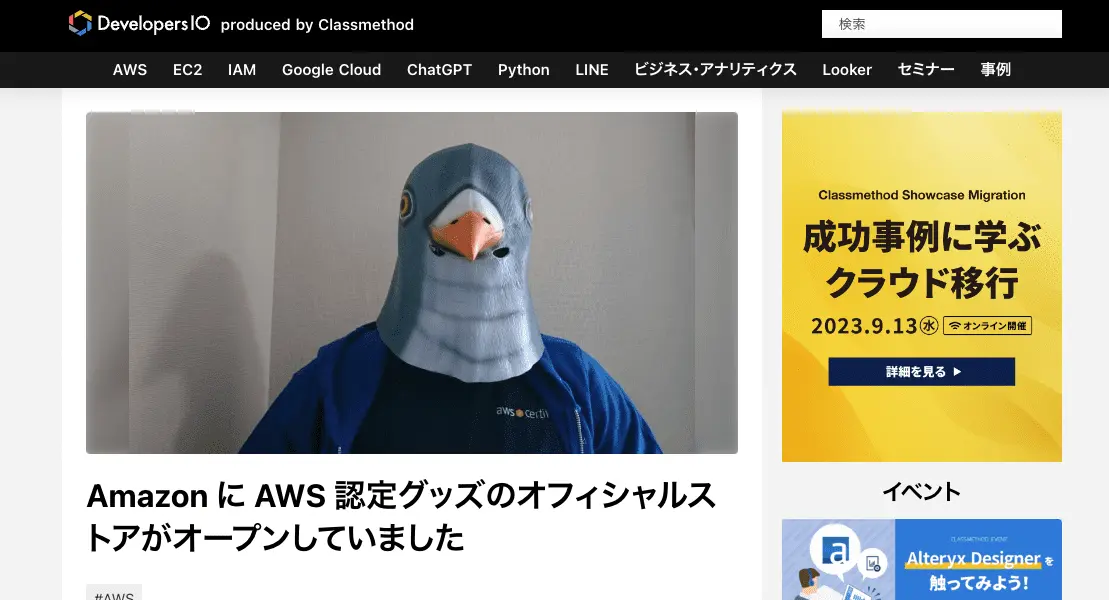 DevelopersIO produced by Classmethod
検索
AWS EC2 IAM Google Cloud ChatGPT Python LINE ビジネス・アナリティクス Looker セミナー 事例
aws certi
Amazon に AWS 認定グッズのオフィシャルス
トアがオープンしていました
#AWS
Classmethod Showcase Migration
成功事例に学ぶ
クラウド移行
2023.9.13 水 オンライン開催
詳細を見る ▶
イベント
CLASSMETHOD EVENT
a
Alteryx Designer を
触ってみよう!